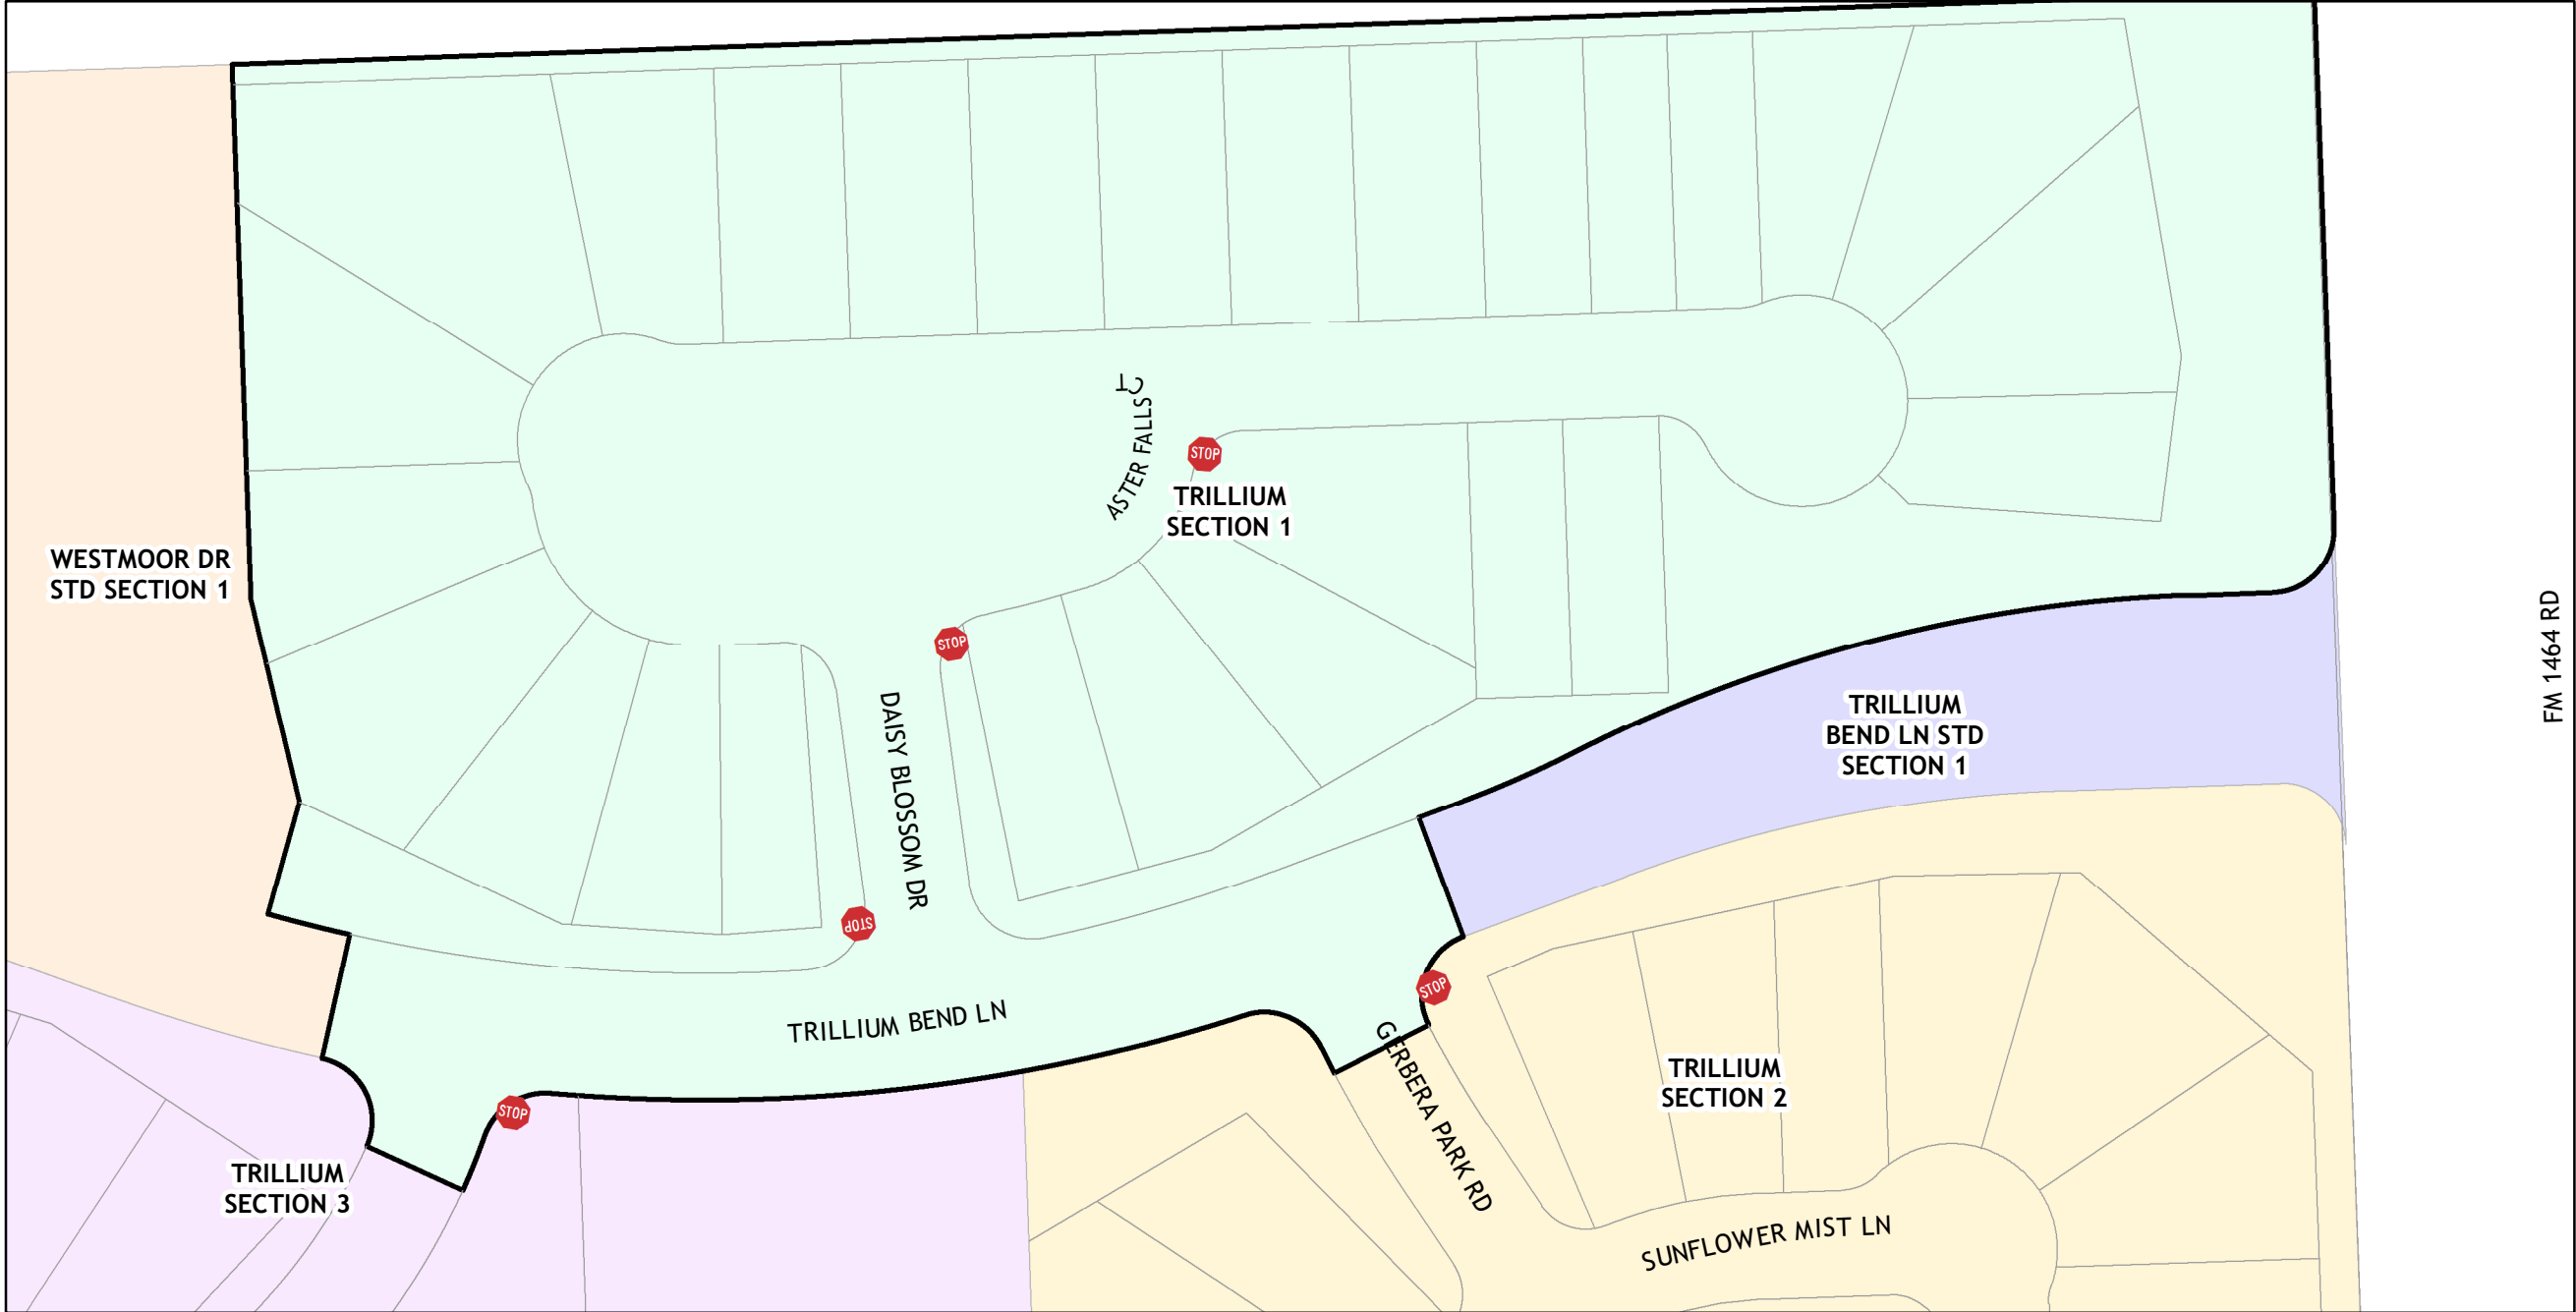 ASTER FALLS CT
STOP
TRILLIUM
SECTION 1
WESTMOOR DR
STD SECTION 1
FM 1464 RD
STOP
DAISY BLOSSOM DR
TRILLIUM
BEND LN STD
SECTION 1
STOP
STOP
TRILLIUM BEND LN
GERBERA PARK RD
TRILLIUM
SECTION 2
STOP
TRILLIUM
SECTION 3
SUNFLOWER MIST LN